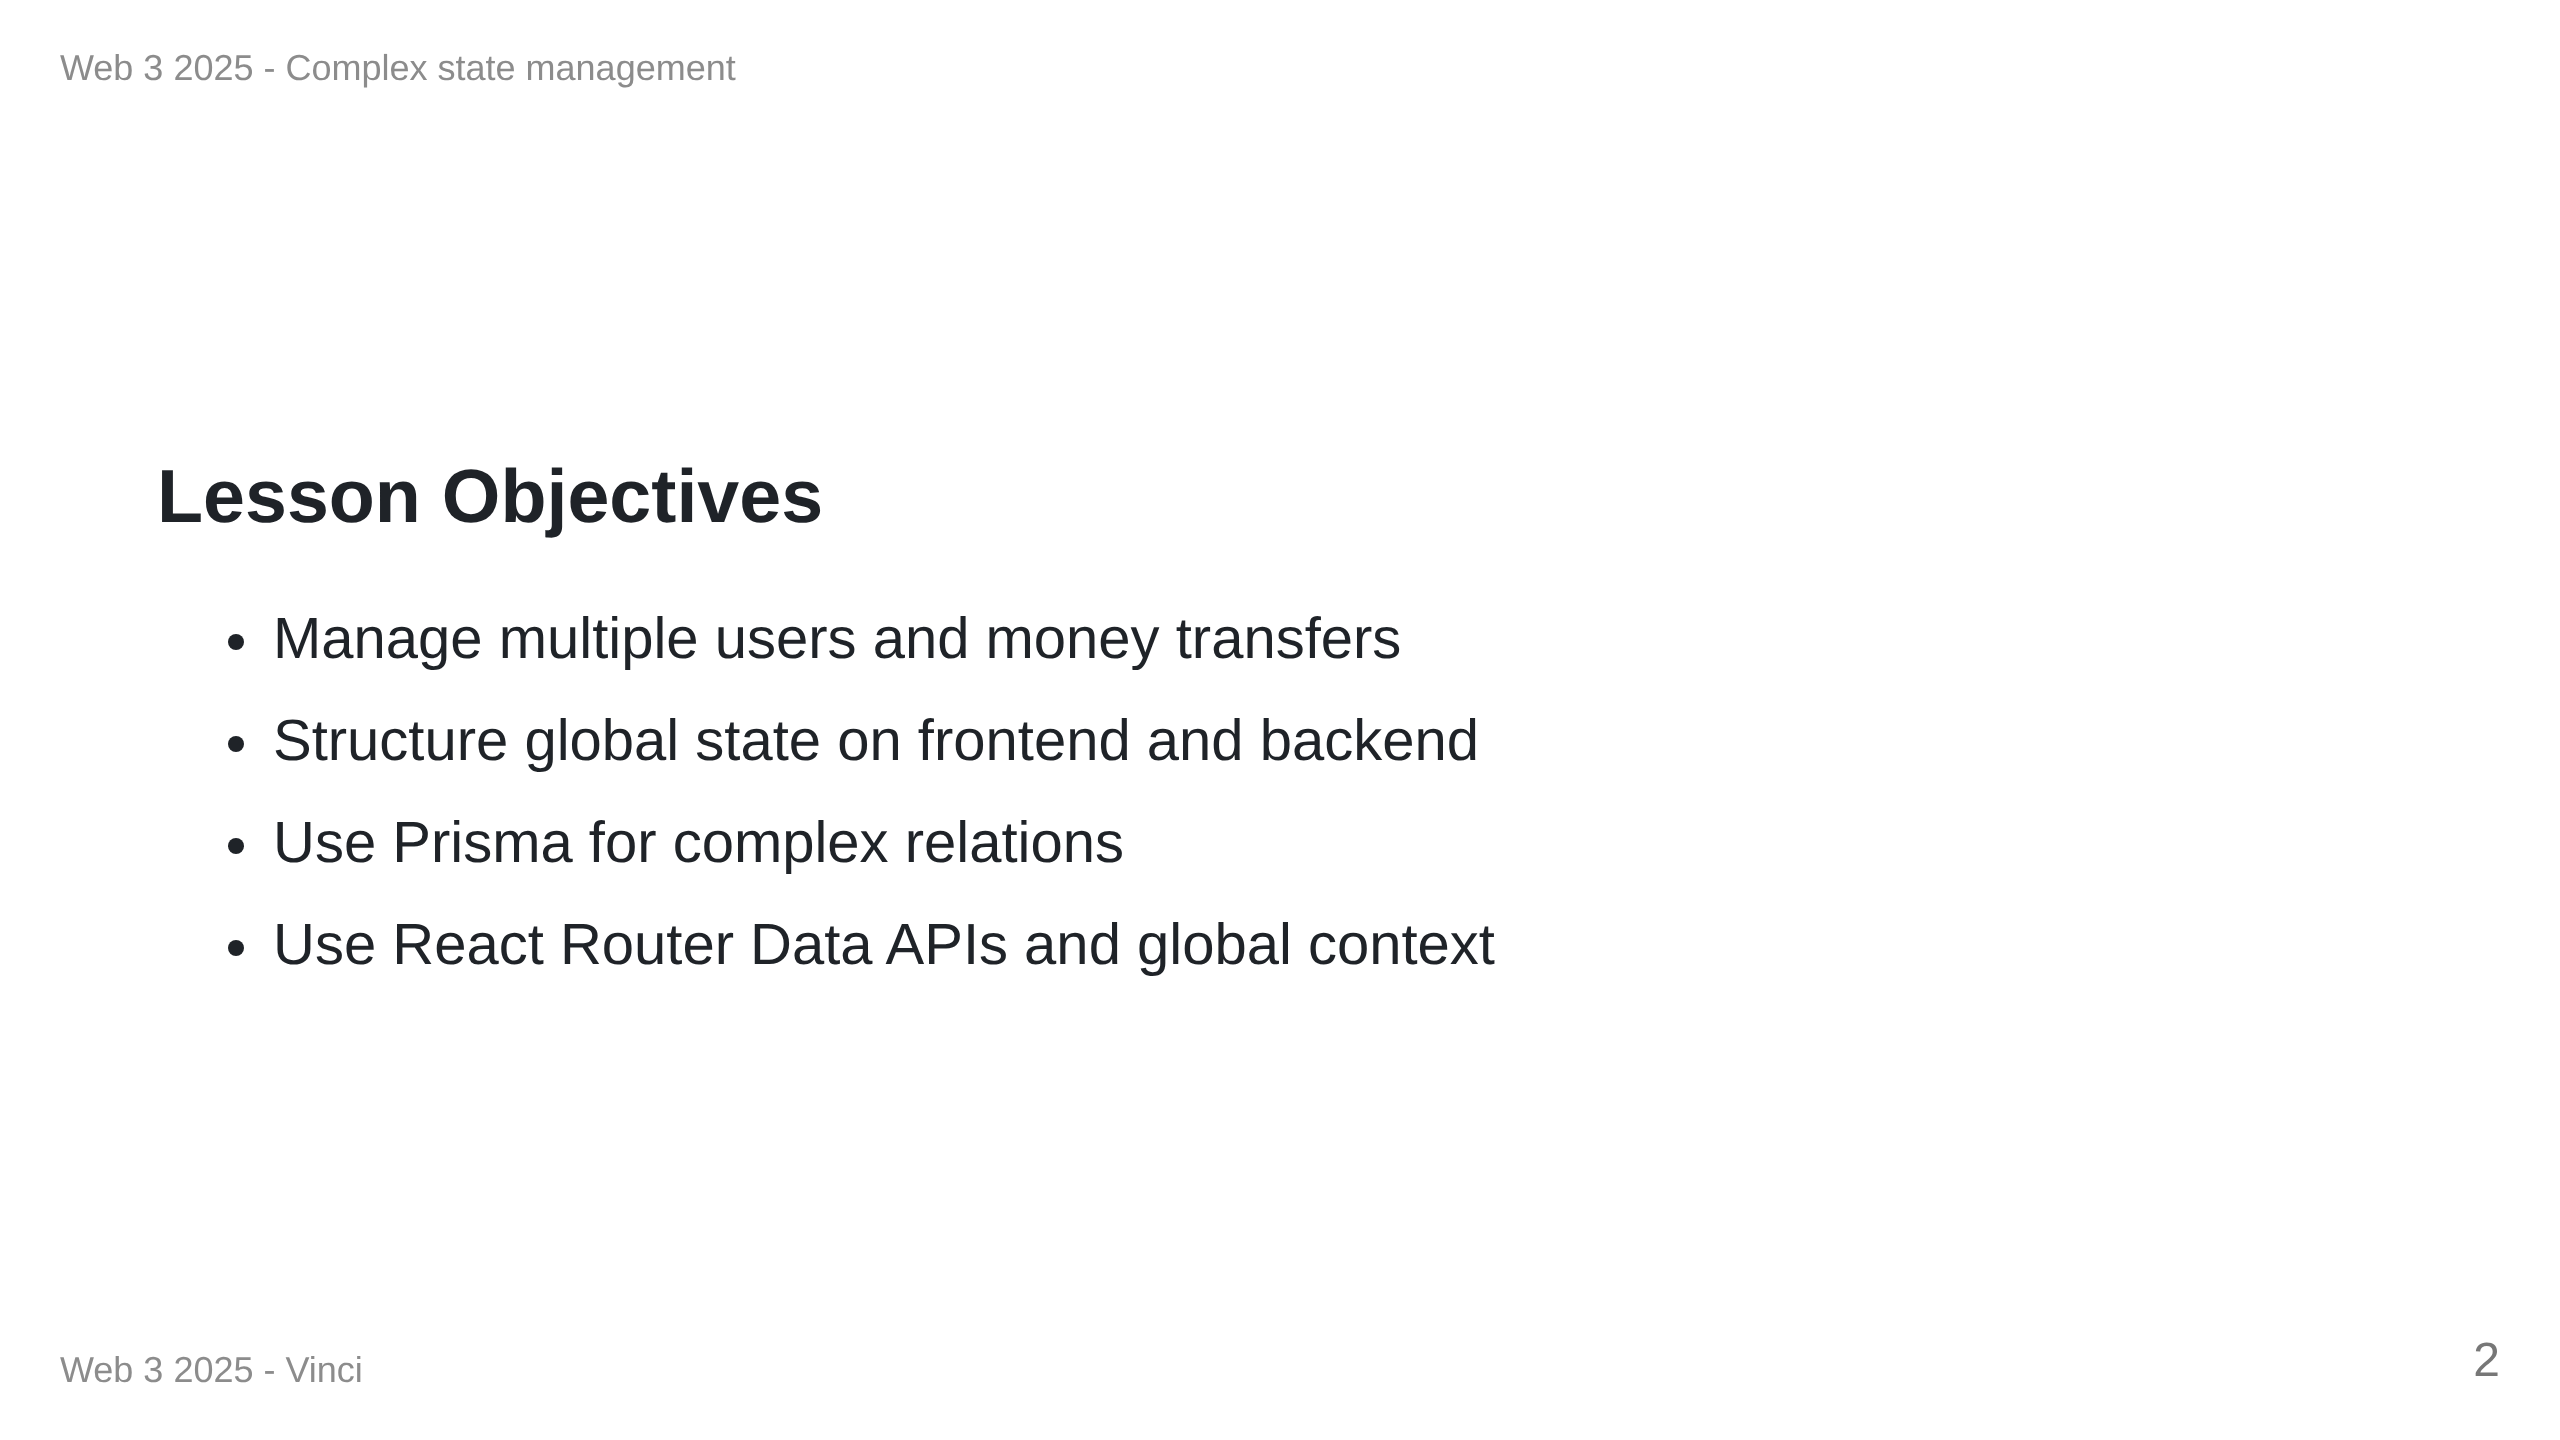 Web 3 2025 - Complex state management
Lesson Objectives
• Manage multiple users and money transfers
• Structure global state on frontend and backend
• Use Prisma for complex relations
• Use React Router Data APIs and global context
Web 3 2025 - Vinci
2